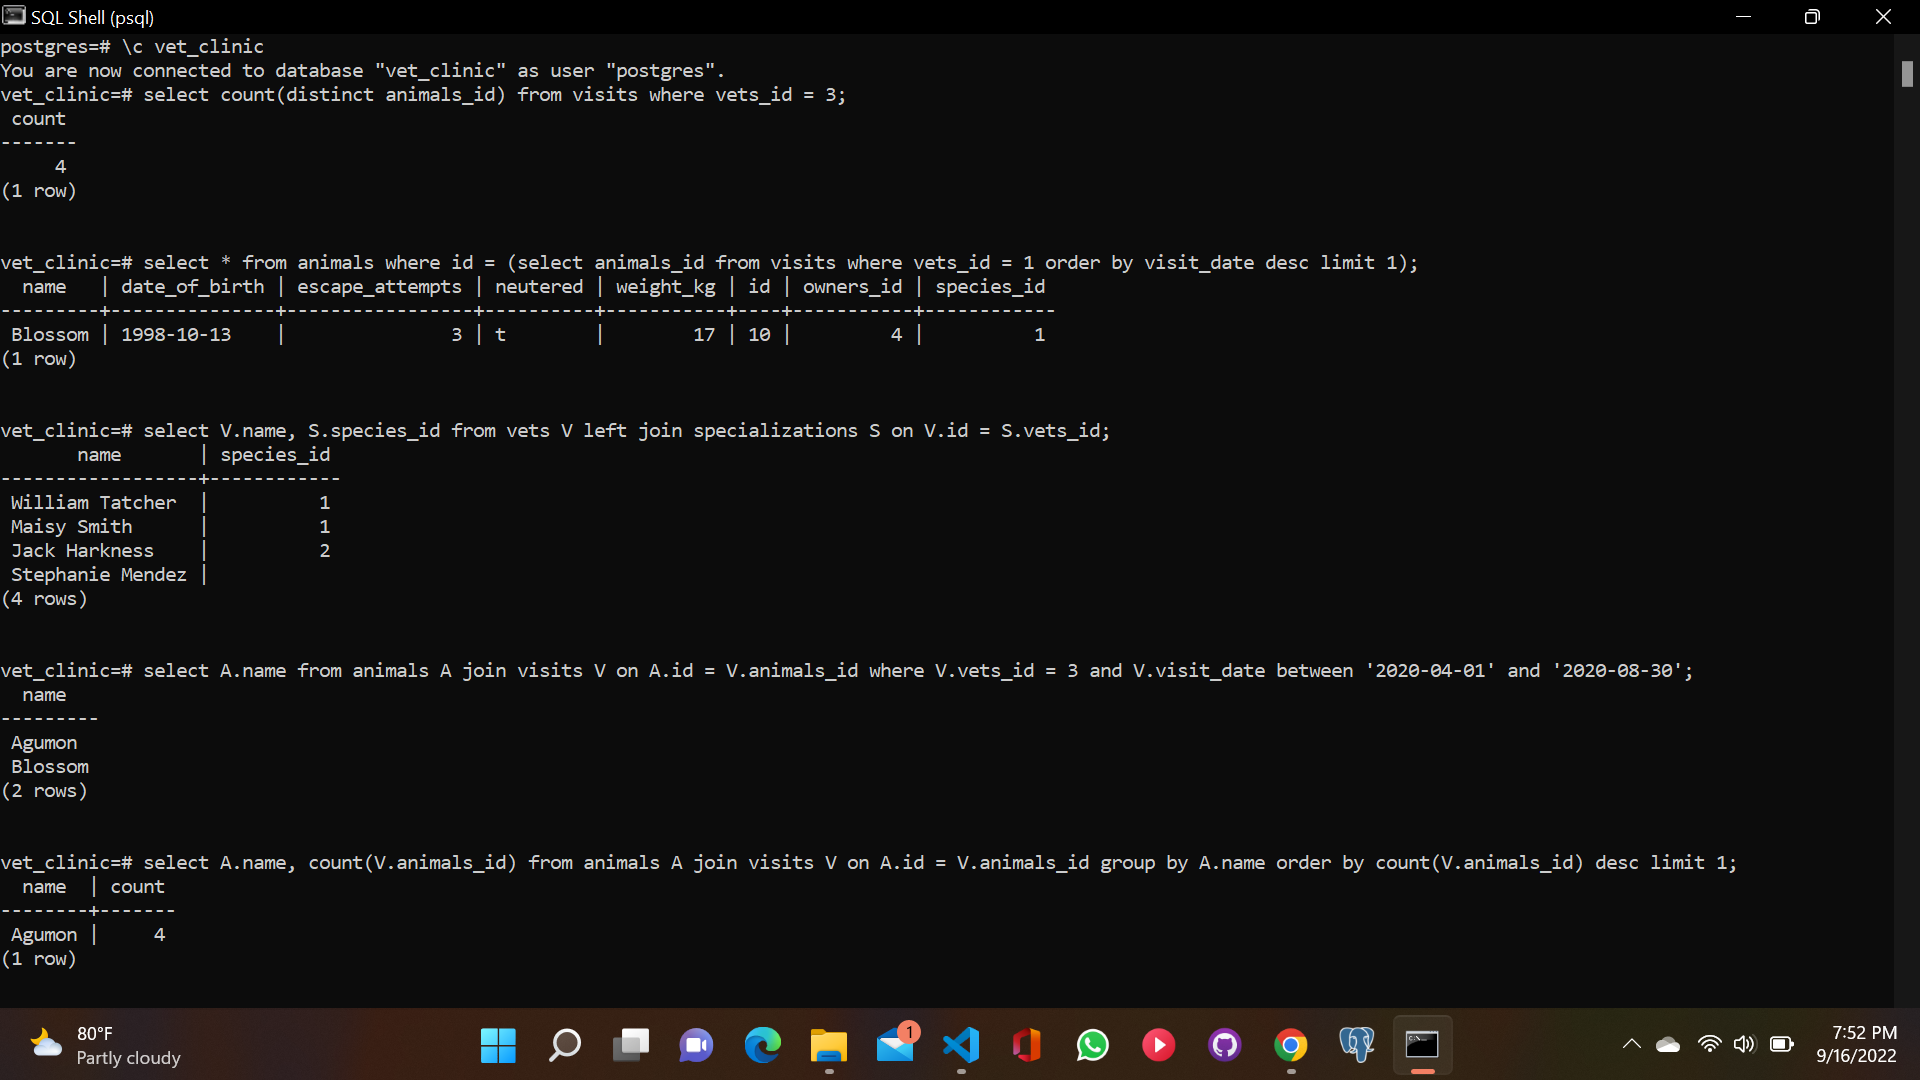 SQL Shell (psql)
postgres=# \c vet_clinic
You are now connected to database "vet_clinic" as user "postgres".
vet_clinic=# select count(distinct animals_id) from visits where vets_id = 3;
 count
-------
     4
(1 row)
vet_clinic=# select * from animals where id = (select animals_id from visits where vets_id = 1 order by visit_date desc limit 1);
  name   | date_of_birth | escape_attempts | neutered | weight_kg | id | owners_id | species_id
---------+---------------+-----------------+----------+-----------+----+-----------+------------
 Blossom | 1998-10-13    |               3 | t        |        17 | 10 |         4 |          1
(1 row)
vet_clinic=# select V.name, S.species_id from vets V left join specializations S on V.id = S.vets_id;
       name       | species_id
------------------+------------
 William Tatcher  |          1
 Maisy Smith      |          1
 Jack Harkness    |          2
 Stephanie Mendez |
(4 rows)
vet_clinic=# select A.name from animals A join visits V on A.id = V.animals_id where V.vets_id = 3 and V.visit_date between '2020-04-01' and '2020-08-30';
  name
---------
 Agumon
 Blossom
(2 rows)
vet_clinic=# select A.name, count(V.animals_id) from animals A join visits V on A.id = V.animals_id group by A.name order by count(V.animals_id) desc limit 1;
  name  | count
--------+-------
 Agumon |     4
(1 row)
80°F
Partly cloudy
1
7:52 PM
9/16/2022